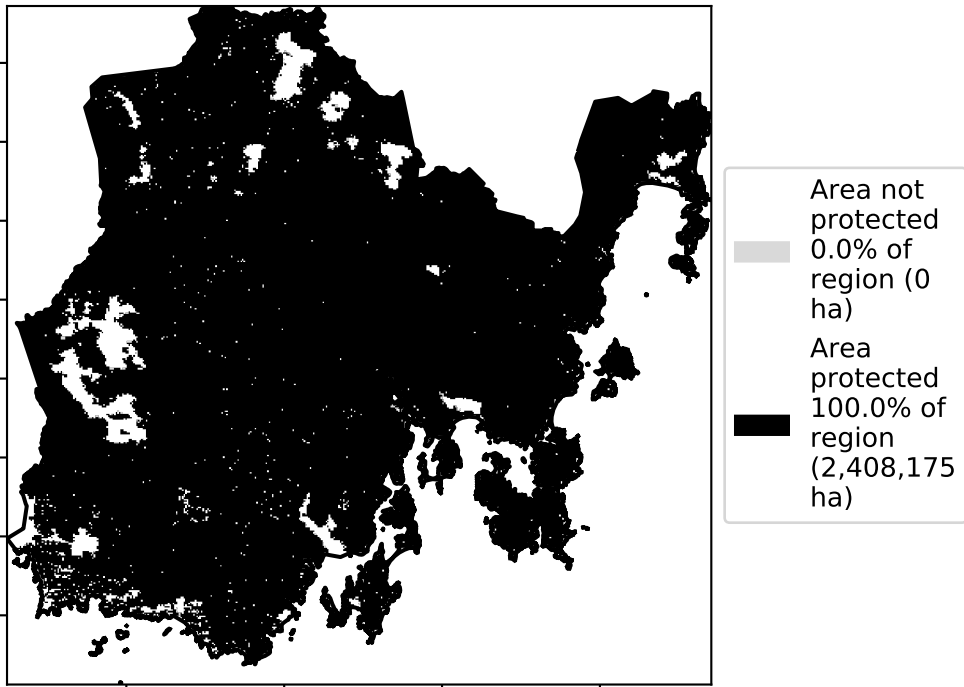 Area not
protected
0.0% of
region (0
ha)
Area
protected
100.0% of
region
(2,408,175
ha)